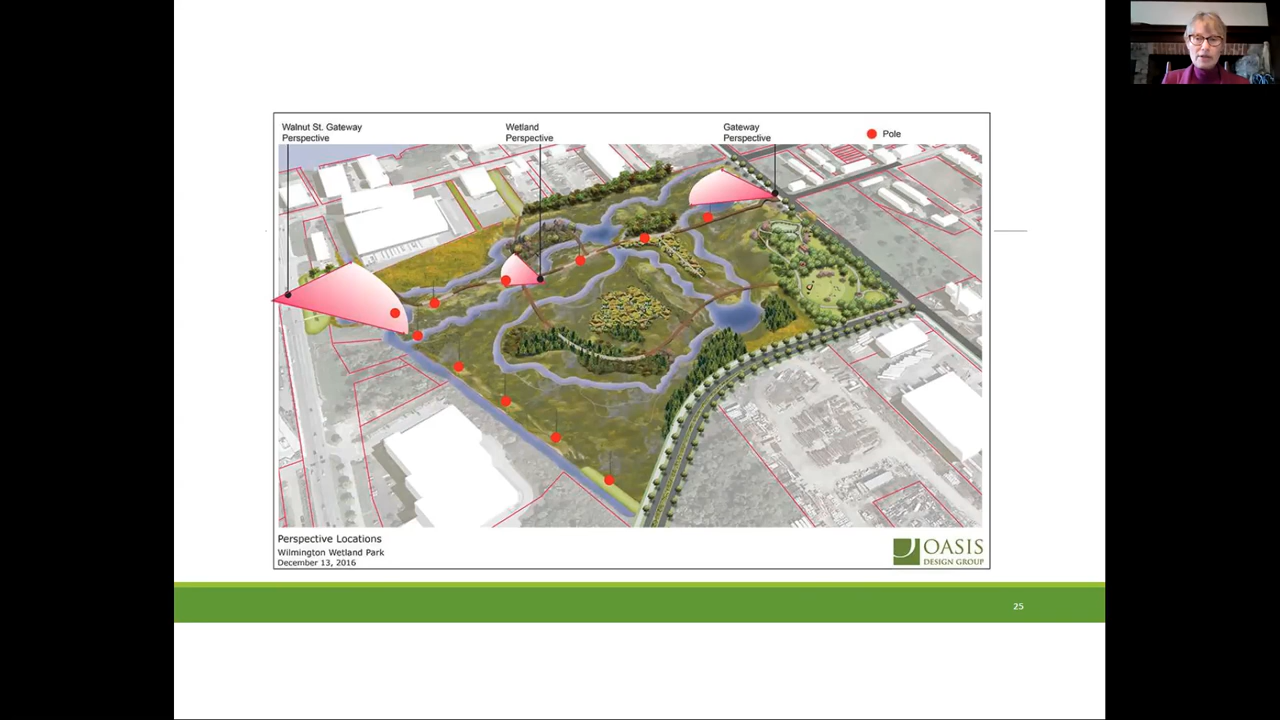 Walnut St. Gateway
Perspective
Wetland
Perspective
Gateway
Perspective
Pole
Perspective Locations
Wilmington Wetland Park
December 13, 2016
OASIS
DESIGN GROUP
25